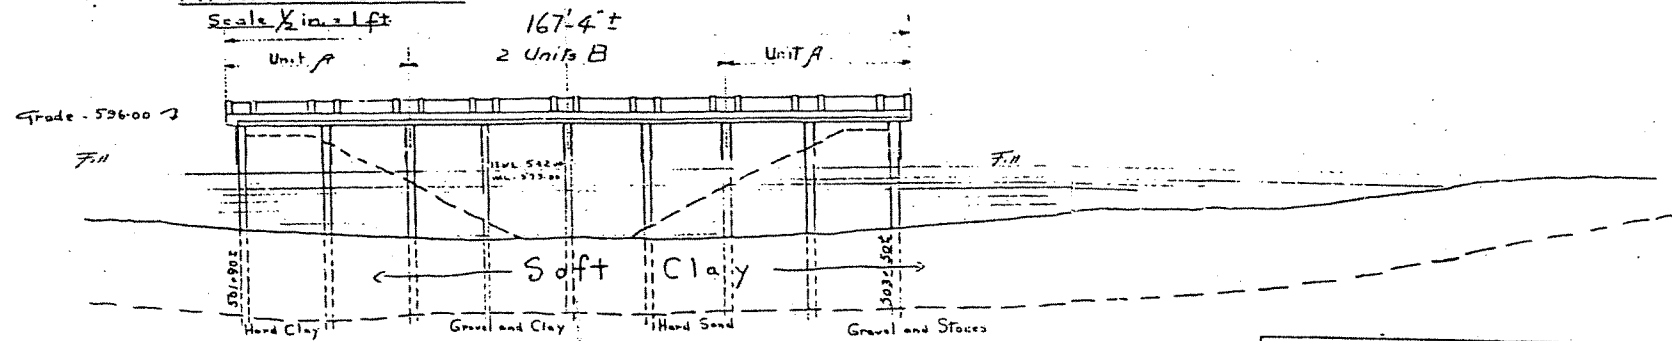 Scale ½ in. = 1 ft
167'-4" ±
Unit A
2 Units B
Unit A
Grade - 596.00
Fill
Fill
Soft Clay
Hard Clay
Gravel and Clay
Hard Sand
Gravel and Stones